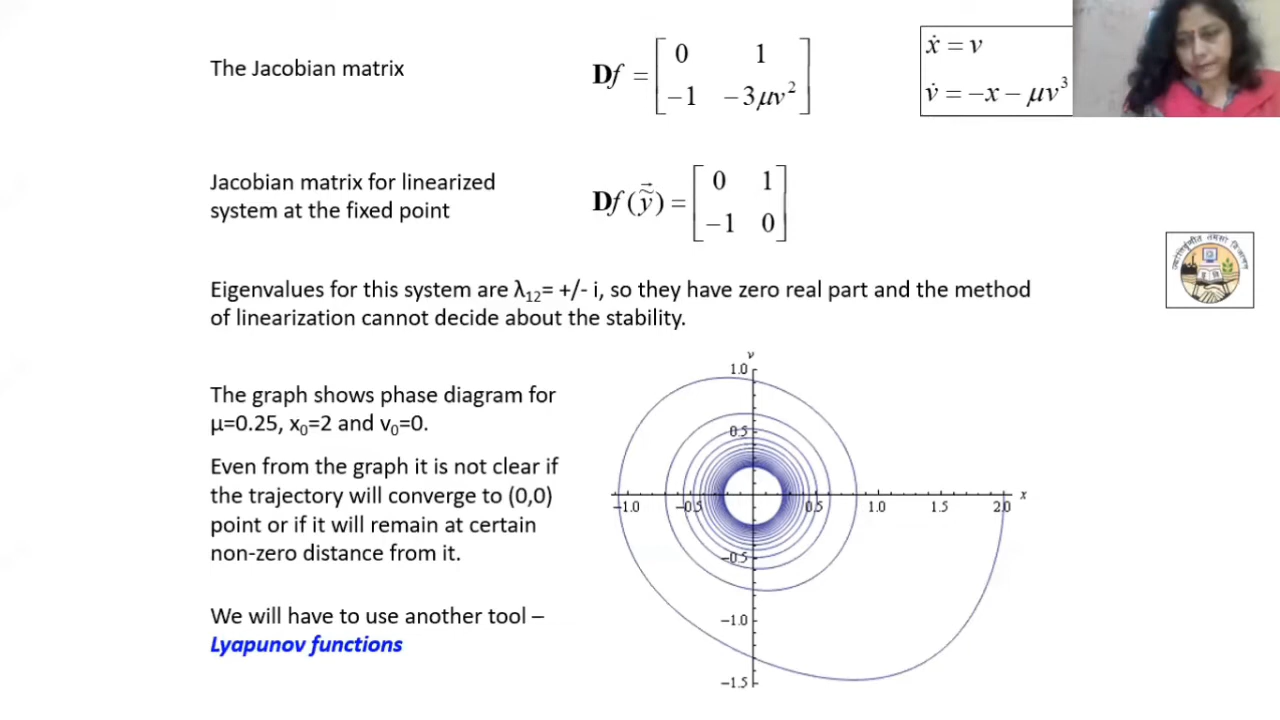 The Jacobian matrix
Df = [ 0 1
−1 −3μv² ]
ẋ = v
v̇ = −x − μv³
Jacobian matrix for linearized
system at the fixed point
Df(ỹ⃗) = [ 0 1
−1 0 ]
Eigenvalues for this system are λ₁₂= +/- i, so they have zero real part and the method
of linearization cannot decide about the stability.
The graph shows phase diagram for
μ=0.25, x₀=2 and v₀=0.
Even from the graph it is not clear if
the trajectory will converge to (0,0)
point or if it will remain at certain
non-zero distance from it.
We will have to use another tool –
Lyapunov functions
v
1.0
0.5
−1.0 −0.5 0.5 1.0 1.5 2.0 x
−0.5
−1.0
−1.5